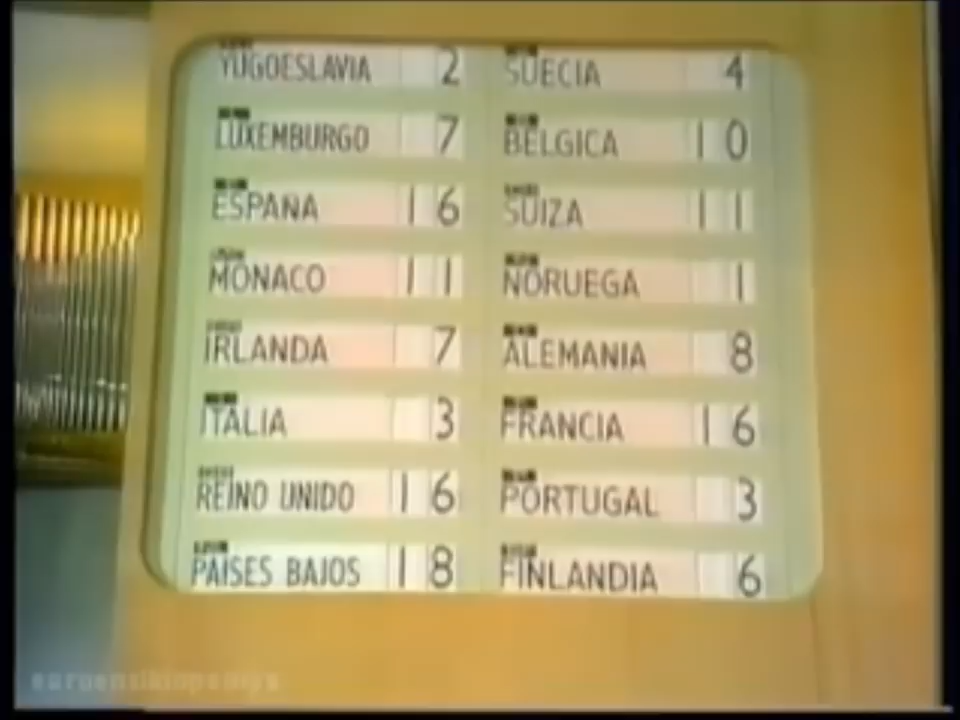 YUGOESLAVIA 2 SUECIA 4
LUXEMBURGO 7 BELGICA 10
ESPANA 16 SUIZA 11
MONACO 11 NORUEGA 1
IRLANDA 7 ALEMANIA 8
ITALIA 3 FRANCIA 16
REINO UNIDO 16 PORTUGAL 3
PAISES BAJOS 18 FINLANDIA 6